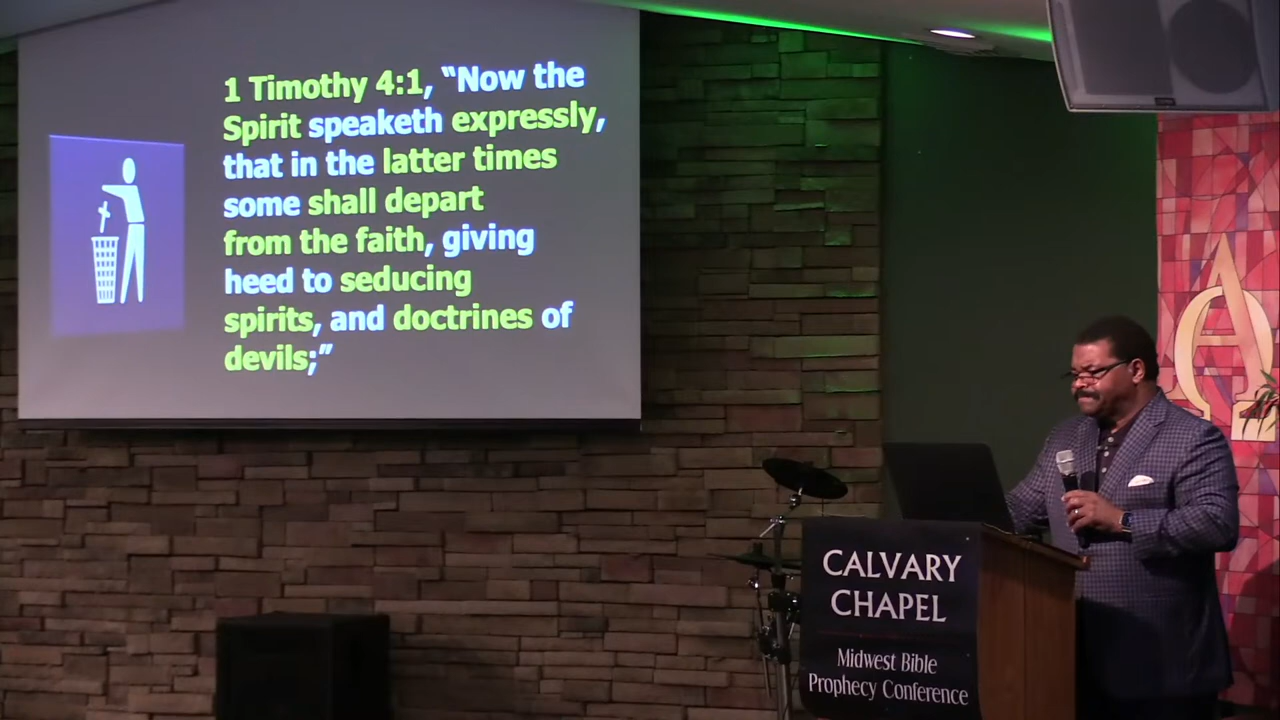 1 Timothy 4:1, “Now the
Spirit speaketh expressly,
that in the latter times
some shall depart
from the faith, giving
heed to seducing
spirits, and doctrines of
devils;”
CALVARY
CHAPEL
Midwest Bible
Prophecy Conference